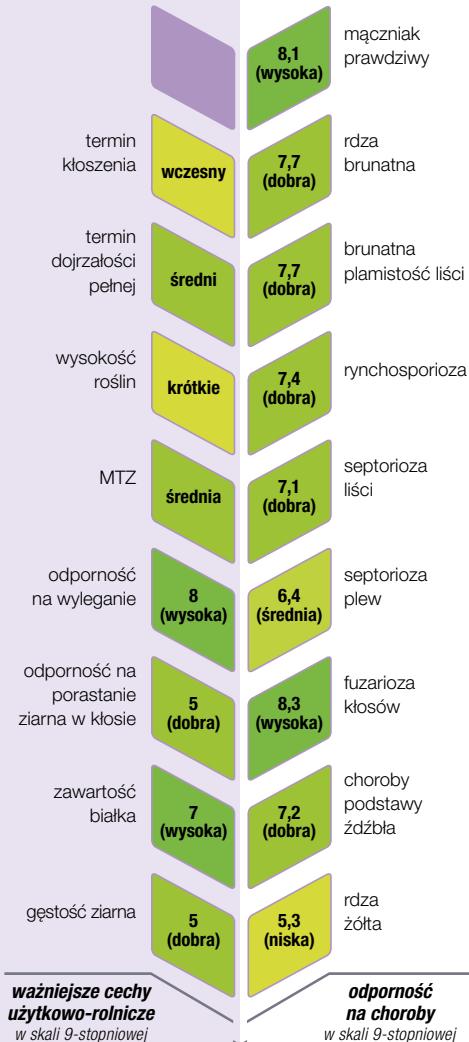 8,1
(wysoka)
mączniak
prawdziwy
termin
kłoszenia
wczesny
7,7
(dobra)
rdza
brunatna
termin
dojrzałości
pełnej
średni
7,7
(dobra)
brunatna
plamistość liści
wysokość
roślin
krótkie
7,4
(dobra)
rynchosporioza
MTZ
średnia
7,1
(dobra)
septorioza
liści
odporność
na wyleganie
8
(wysoka)
6,4
(średnia)
septorioza
plew
odporność na
porastanie
ziarna w kłosie
5
(dobra)
8,3
(wysoka)
fuzarioza
kłosów
zawartość
białka
7
(wysoka)
7,2
(dobra)
choroby
podstawy
źdźbła
gęstość ziarna
5
(dobra)
5,3
(niska)
rdza
żółta
ważniejsze cechy
użytkowo-rolnicze
w skali 9-stopniowej
odporność
na choroby
w skali 9-stopniowej